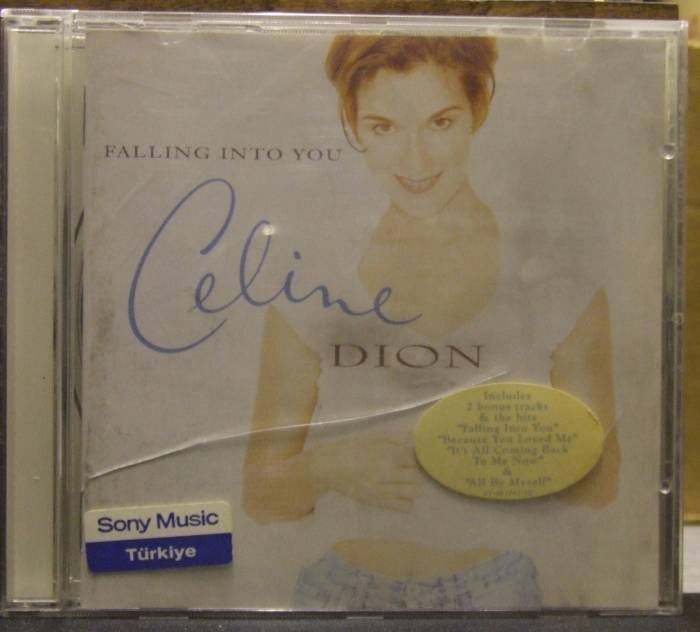 FALLING INTO YOU
Celine
DION
Includes
2 bonus tracks
& the hits
"Falling Into You"
"Because You Loved Me"
"It's All Coming Back
To Me Now"
&
"All By Myself"
Sony Music
Türkiye